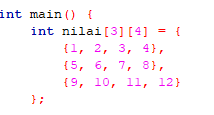 int main() {
    int nilai[3][4] = {
        {1, 2, 3, 4},
        {5, 6, 7, 8},
        {9, 10, 11, 12}
    };